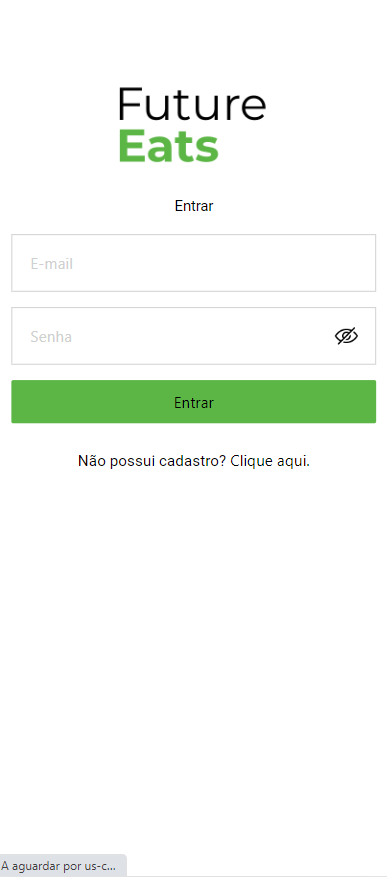 Future
Eats
Entrar
E-mail
Senha
Entrar
Não possui cadastro? Clique aqui.
A aguardar por us-c...